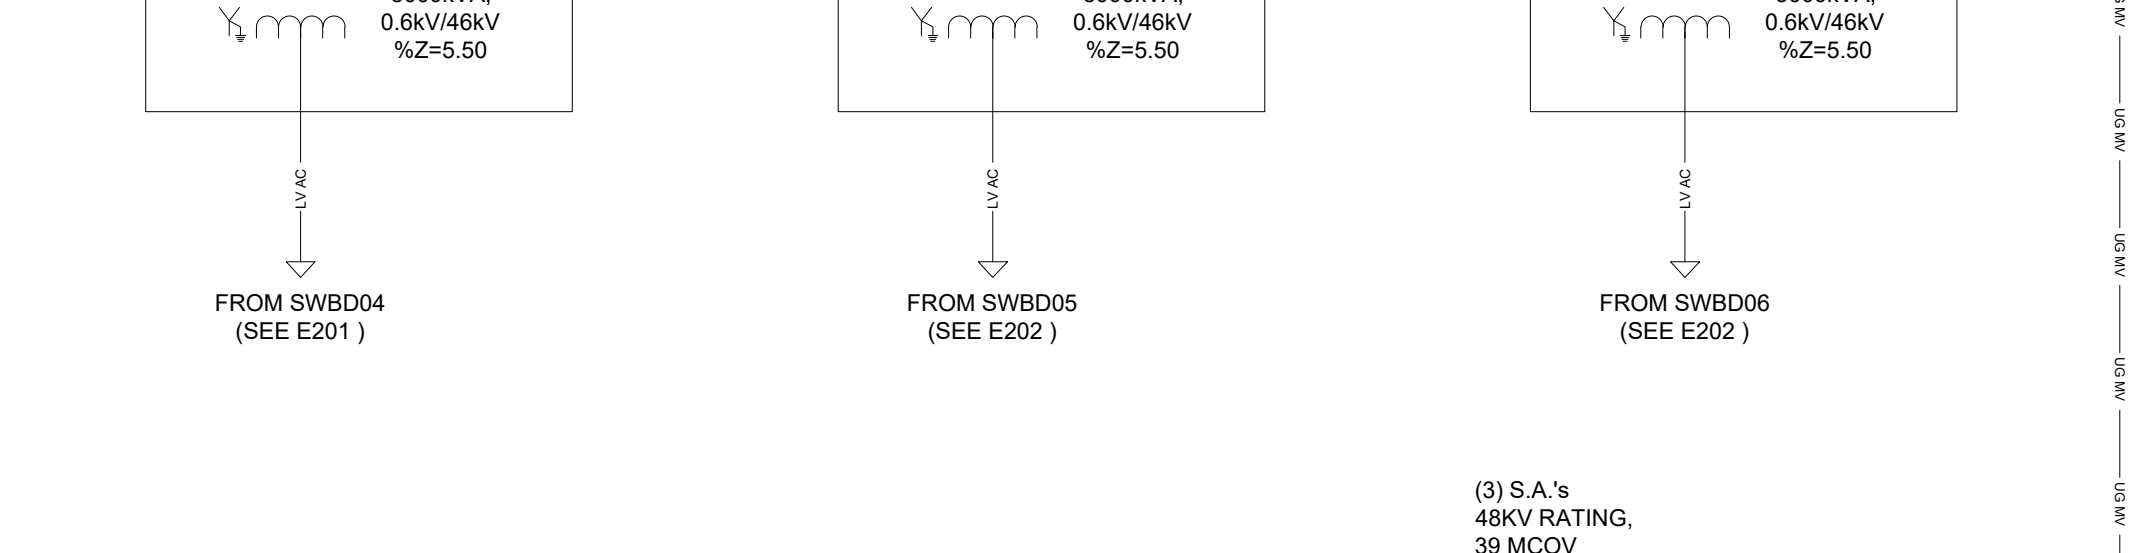 0.6kV/46kV
%Z=5.50
0.6kV/46kV
%Z=5.50
0.6kV/46kV
%Z=5.50
LV AC
LV AC
LV AC
FROM SWBD04
(SEE E201 )
FROM SWBD05
(SEE E202 )
FROM SWBD06
(SEE E202 )
(3) S.A.'s
48KV RATING,
39 MCOV
MV
UG MV
UG MV
UG MV
UG MV